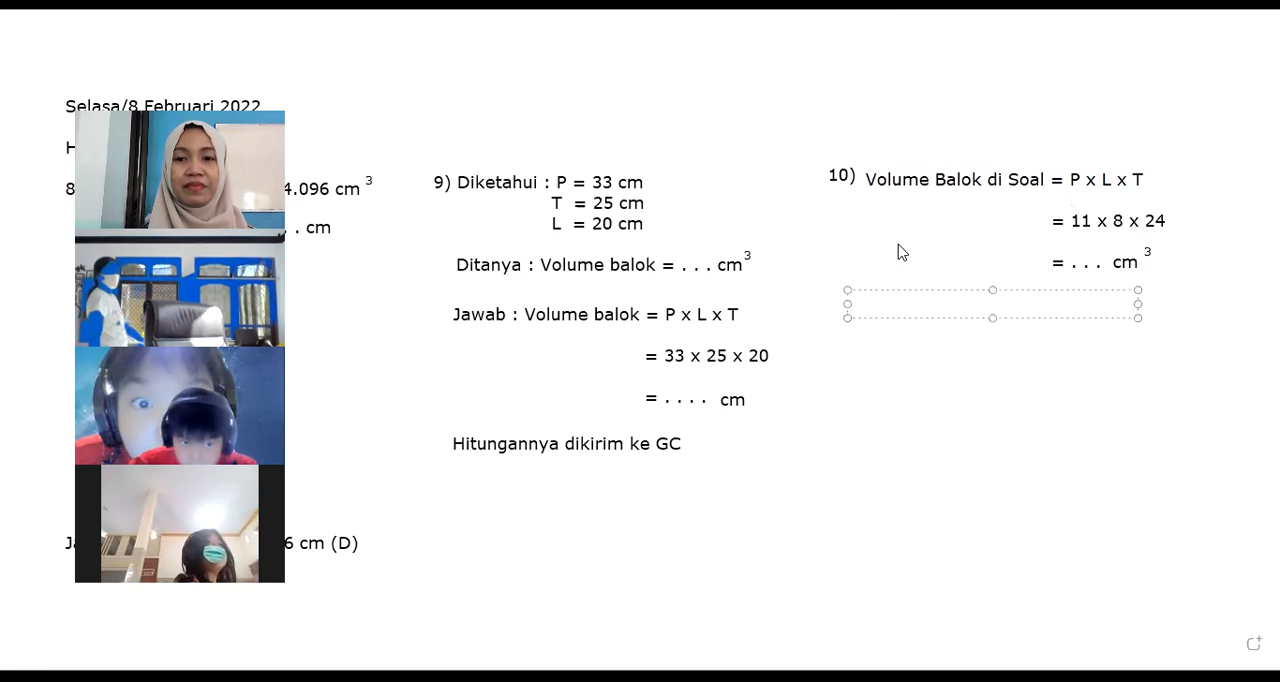 Selasa/8 Februari 2022
H
8 4.096 cm 3
. . cm
6 cm (D)
9) Diketahui : P = 33 cm
T = 25 cm
L = 20 cm
Ditanya : Volume balok = . . . cm 3
Jawab : Volume balok = P x L x T
= 33 x 25 x 20
= . . . . cm
Hitungannya dikirim ke GC
10) Volume Balok di Soal = P x L x T
= 11 x 8 x 24
= . . . cm 3